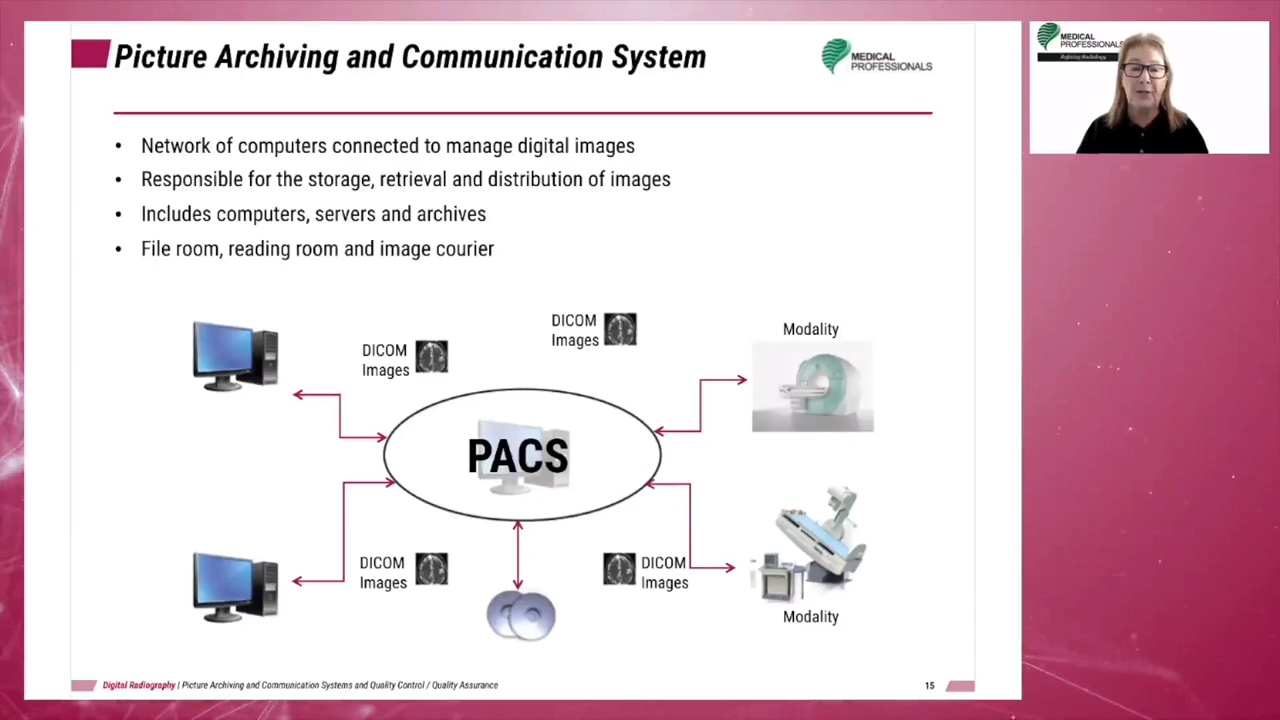 Picture Archiving and Communication System
MEDICAL
PROFESSIONALS
• Network of computers connected to manage digital images
• Responsible for the storage, retrieval and distribution of images
• Includes computers, servers and archives
• File room, reading room and image courier
DICOM
Images
DICOM
Images
Modality
PACS
DICOM
Images
DICOM
Images
Modality
Digital Radiography | Picture Archiving and Communication Systems and Quality Control / Quality Assurance
15
MEDICAL
PROFESSIONALS
Defining Radiology